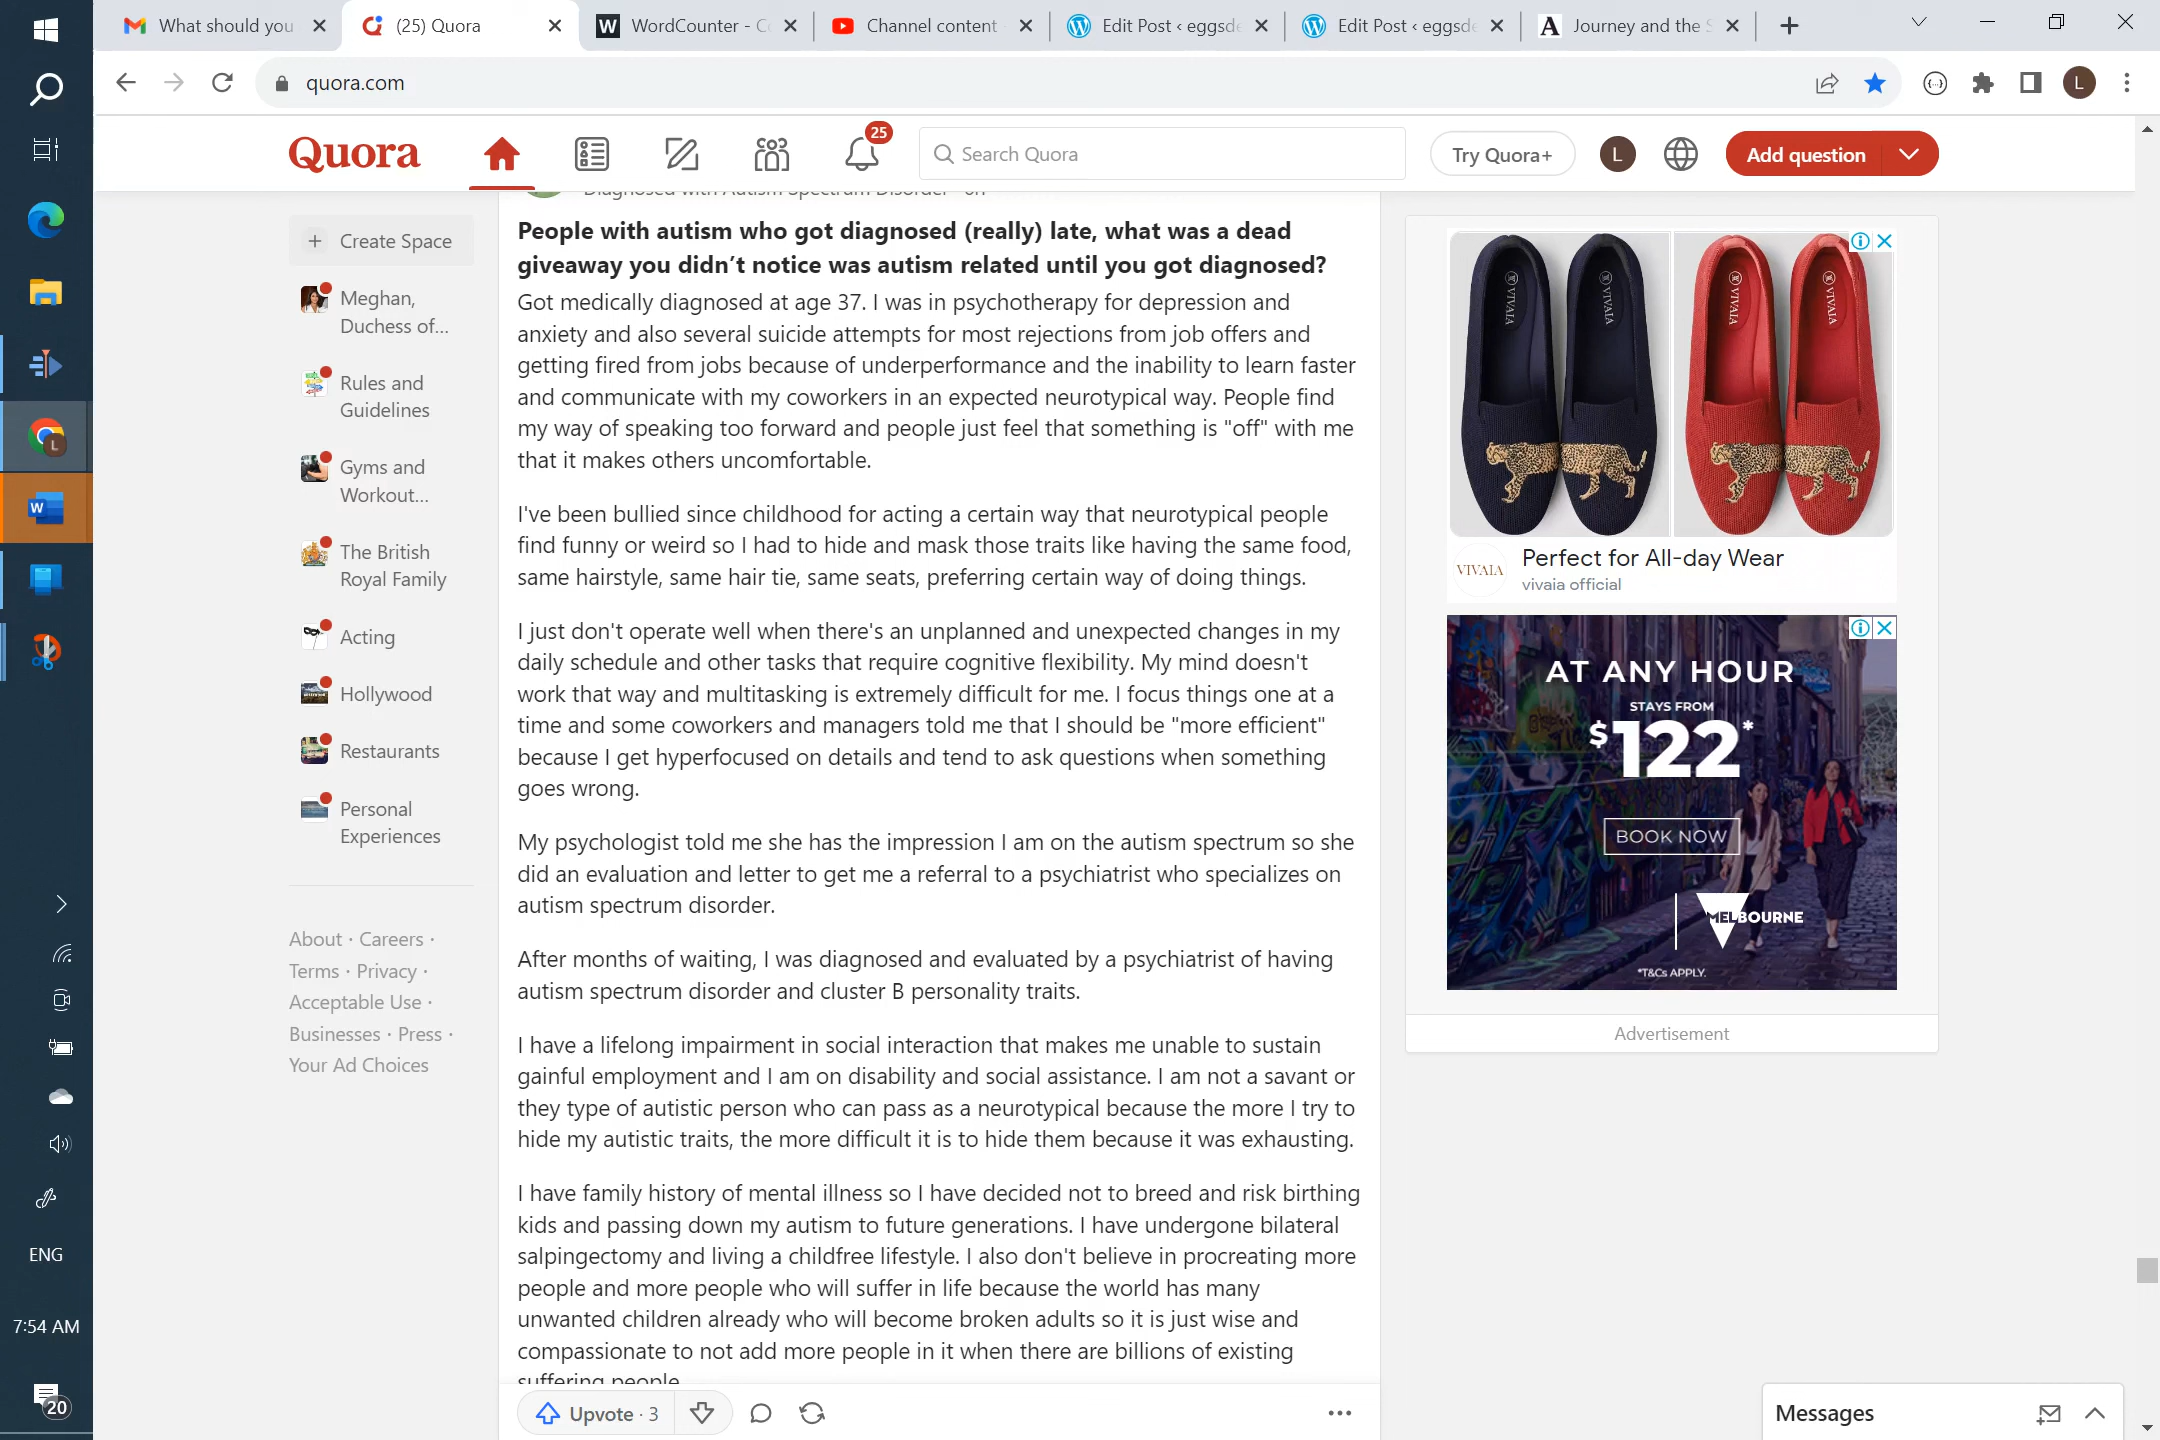 What should you
(25) Quora
WordCounter - Co
Channel content
Edit Post ‹ eggsde
Edit Post ‹ eggsde
Journey and the S
quora.com
L
Quora
25
Search Quora
Try Quora+
L
Add question
Diagnosed with Autism Spectrum Disorder · 6h
Create Space
Meghan,
Duchess of...
Rules and
Guidelines
Gyms and
Workout...
The British
Royal Family
Acting
Hollywood
Restaurants
Personal
Experiences
About · Careers ·
Terms · Privacy ·
Acceptable Use ·
Businesses · Press ·
Your Ad Choices
People with autism who got diagnosed (really) late, what was a dead
giveaway you didn’t notice was autism related until you got diagnosed?
Got medically diagnosed at age 37. I was in psychotherapy for depression and
anxiety and also several suicide attempts for most rejections from job offers and
getting fired from jobs because of underperformance and the inability to learn faster
and communicate with my coworkers in an expected neurotypical way. People find
my way of speaking too forward and people just feel that something is "off" with me
that it makes others uncomfortable.
I've been bullied since childhood for acting a certain way that neurotypical people
find funny or weird so I had to hide and mask those traits like having the same food,
same hairstyle, same hair tie, same seats, preferring certain way of doing things.
I just don't operate well when there's an unplanned and unexpected changes in my
daily schedule and other tasks that require cognitive flexibility. My mind doesn't
work that way and multitasking is extremely difficult for me. I focus things one at a
time and some coworkers and managers told me that I should be "more efficient"
because I get hyperfocused on details and tend to ask questions when something
goes wrong.
My psychologist told me she has the impression I am on the autism spectrum so she
did an evaluation and letter to get me a referral to a psychiatrist who specializes on
autism spectrum disorder.
After months of waiting, I was diagnosed and evaluated by a psychiatrist of having
autism spectrum disorder and cluster B personality traits.
I have a lifelong impairment in social interaction that makes me unable to sustain
gainful employment and I am on disability and social assistance. I am not a savant or
they type of autistic person who can pass as a neurotypical because the more I try to
hide my autistic traits, the more difficult it is to hide them because it was exhausting.
I have family history of mental illness so I have decided not to breed and risk birthing
kids and passing down my autism to future generations. I have undergone bilateral
salpingectomy and living a childfree lifestyle. I also don't believe in procreating more
people and more people who will suffer in life because the world has many
unwanted children already who will become broken adults so it is just wise and
compassionate to not add more people in it when there are billions of existing
suffering people
Upvote · 3
VIVAIA
VIVAIA
VIVAIA
VIVAIA
VIVAIA
Perfect for All-day Wear
vivaia official
AT ANY HOUR
STAYS FROM
$122*
BOOK NOW
MELBOURNE
*T&Cs APPLY.
Advertisement
Messages
ENG
7:54 AM
20